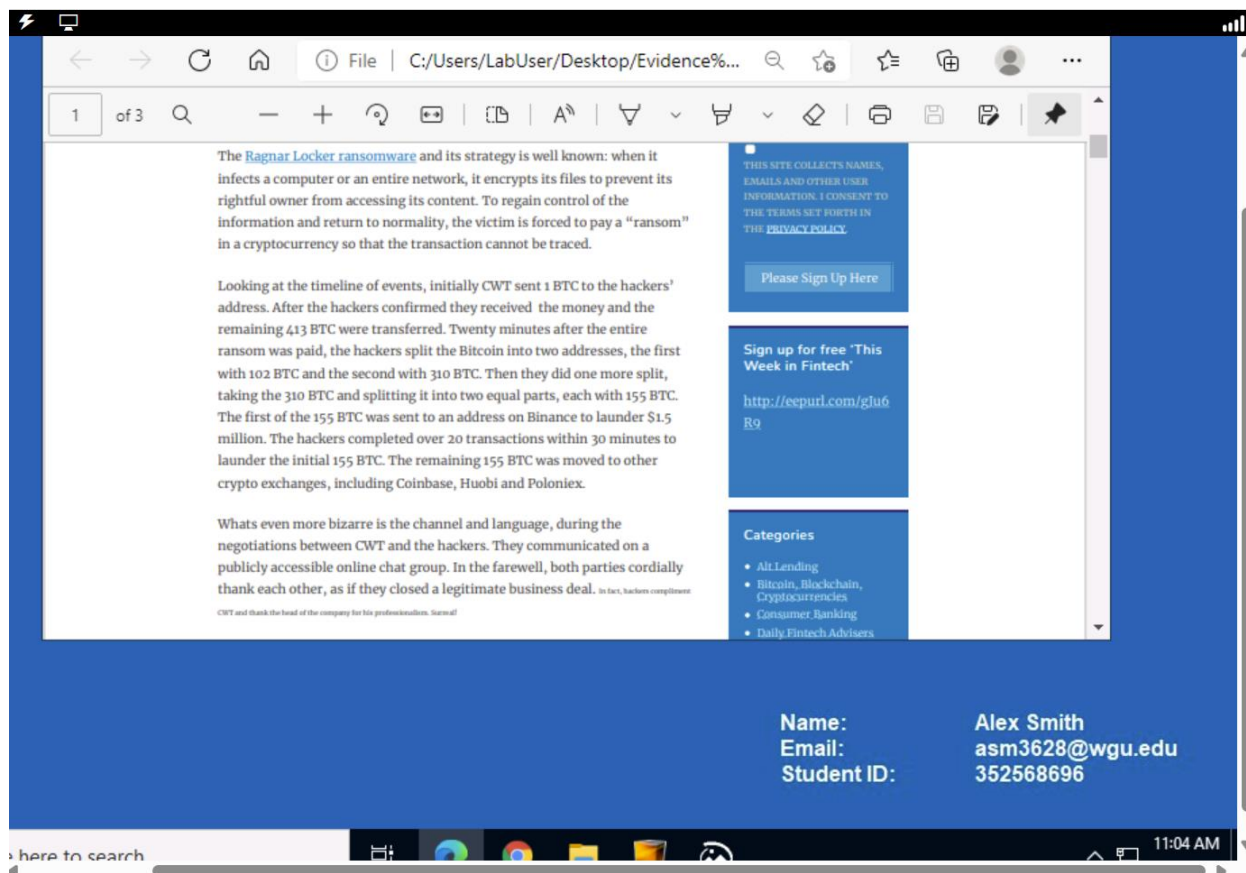 File | C:/Users/LabUser/Desktop/Evidence%...
1 of 3
The Ragnar Locker ransomware and its strategy is well known: when it
infects a computer or an entire network, it encrypts its files to prevent its
rightful owner from accessing its content. To regain control of the
information and return to normality, the victim is forced to pay a “ransom”
in a cryptocurrency so that the transaction cannot be traced.
Looking at the timeline of events, initially CWT sent 1 BTC to the hackers’
address. After the hackers confirmed they received the money and the
remaining 413 BTC were transferred. Twenty minutes after the entire
ransom was paid, the hackers split the Bitcoin into two addresses, the first
with 102 BTC and the second with 310 BTC. Then they did one more split,
taking the 310 BTC and splitting it into two equal parts, each with 155 BTC.
The first of the 155 BTC was sent to an address on Binance to launder $1.5
million. The hackers completed over 20 transactions within 30 minutes to
launder the initial 155 BTC. The remaining 155 BTC was moved to other
crypto exchanges, including Coinbase, Huobi and Poloniex.
Whats even more bizarre is the channel and language, during the
negotiations between CWT and the hackers. They communicated on a
publicly accessible online chat group. In the farewell, both parties cordially
thank each other, as if they closed a legitimate business deal. In fact, hackers compliment
CWT and thank the head of the company for his professionalism. Surreal!
THIS SITE COLLECTS NAMES,
EMAILS AND OTHER USER
INFORMATION. I CONSENT TO
THE TERMS SET FORTH IN
THE PRIVACY POLICY.
Please Sign Up Here
Sign up for free 'This
Week in Fintech'
http://eepurl.com/gIu6
R9
Categories
• Alt.Lending
• Bitcoin, Blockchain,
Cryptocurrencies
• Consumer Banking
• Daily Fintech Advisers
Name: Alex Smith
Email: asm3628@wgu.edu
Student ID: 352568696
here to search
11:04 AM